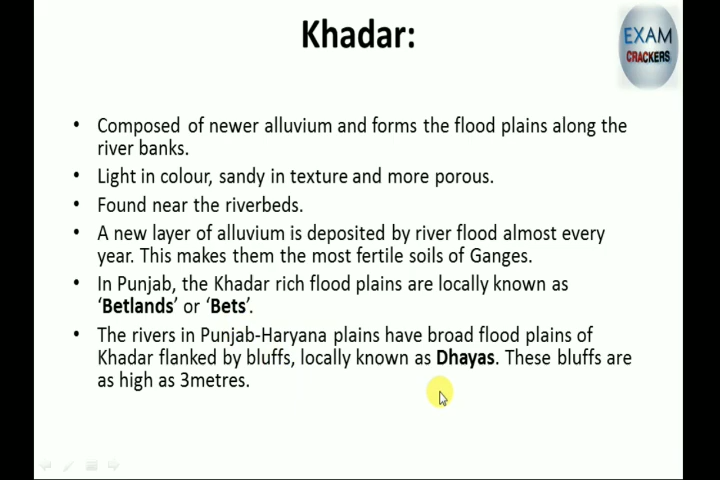 Khadar:
EXAM
CRACKERS
• Composed of newer alluvium and forms the flood plains along the
river banks.
• Light in colour, sandy in texture and more porous.
• Found near the riverbeds.
• A new layer of alluvium is deposited by river flood almost every
year. This makes them the most fertile soils of Ganges.
• In Punjab, the Khadar rich flood plains are locally known as
‘Betlands’ or ‘Bets’.
• The rivers in Punjab-Haryana plains have broad flood plains of
Khadar flanked by bluffs, locally known as Dhayas. These bluffs are
as high as 3metres.